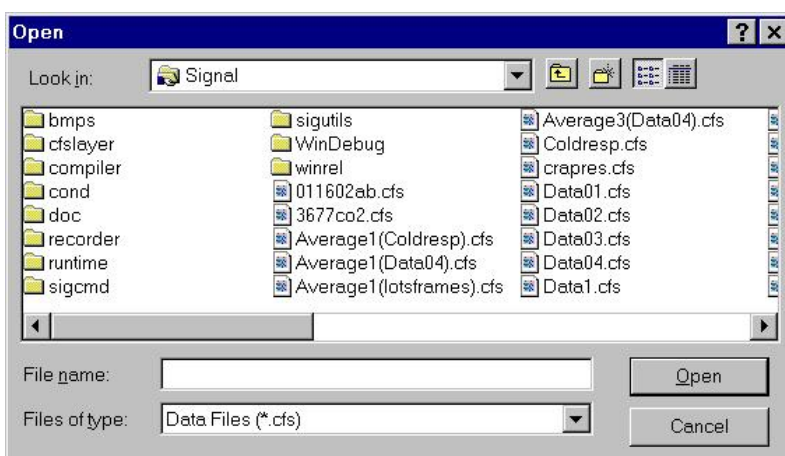 Open
Look in: Signal
bmps
cfslayer
compiler
cond
doc
recorder
runtime
sigcmd
sigutils
WinDebug
winrel
011602ab.cfs
3677co2.cfs
Average1(Coldresp).cfs
Average1(Data04).cfs
Average1(lotsframes).cfs
Average3(Data04).cfs
Coldresp.cfs
crapres.cfs
Data01.cfs
Data02.cfs
Data03.cfs
Data04.cfs
Data1.cfs
File name:
Open
Files of type: Data Files (*.cfs)
Cancel